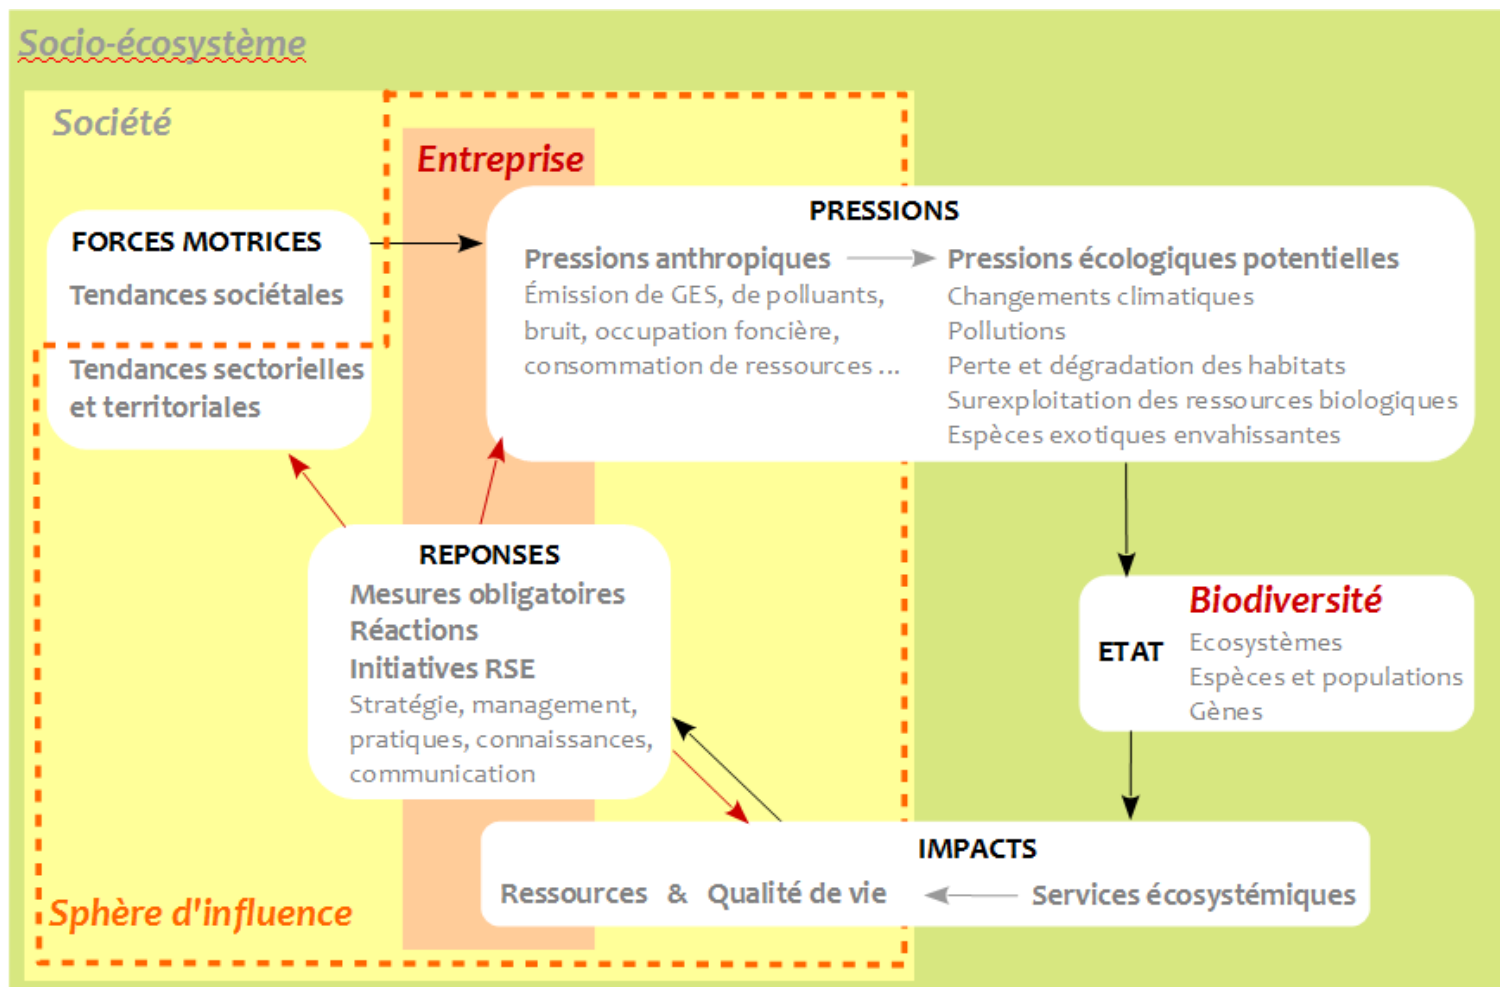 Socio-écosystème
Société
Entreprise
FORCES MOTRICES
Tendances sociétales
Tendances sectorielles
et territoriales
PRESSIONS
Pressions anthropiques
Émission de GES, de polluants,
bruit, occupation foncière,
consommation de ressources ...
Pressions écologiques potentielles
Changements climatiques
Pollutions
Perte et dégradation des habitats
Surexploitation des ressources biologiques
Espèces exotiques envahissantes
REPONSES
Mesures obligatoires
Réactions
Initiatives RSE
Stratégie, management,
pratiques, connaissances,
communication
ETAT
Biodiversité
Ecosystèmes
Espèces et populations
Gènes
IMPACTS
Ressources & Qualité de vie
Services écosystémiques
Sphère d'influence